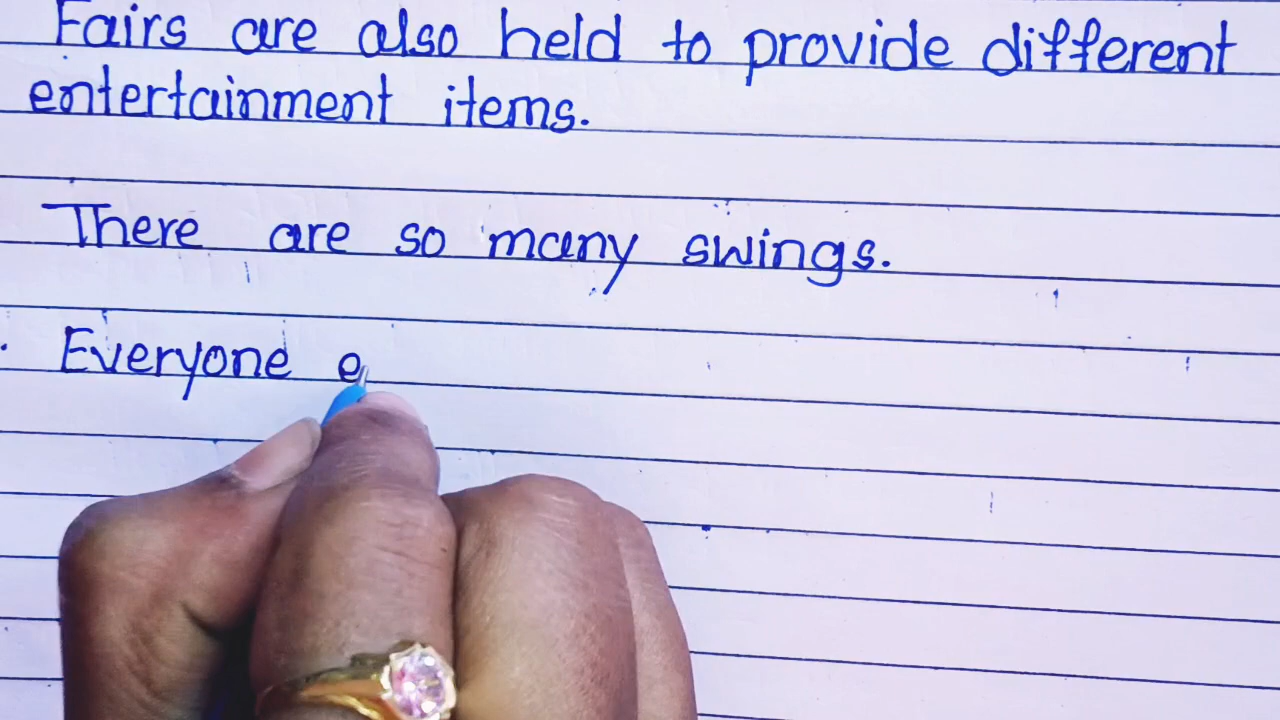 Fairs are also held to provide different
entertainment items.
There are so many swings.
. Everyone e